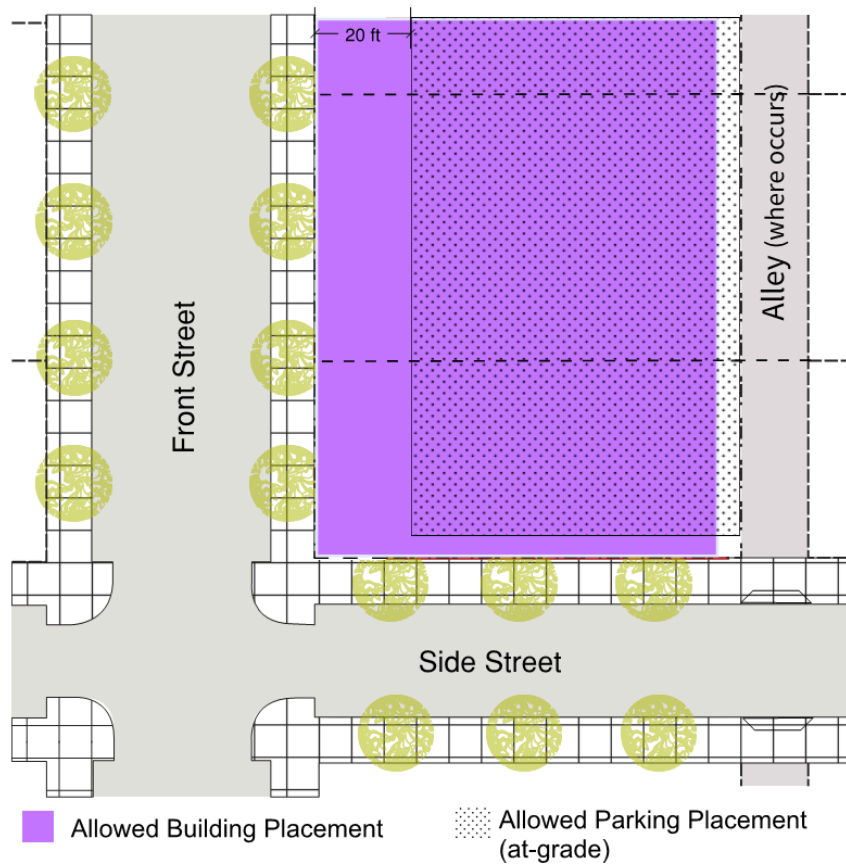 20 ft
Alley (where occurs)
Front Street
Side Street
Allowed Building Placement
Allowed Parking Placement
(at-grade)